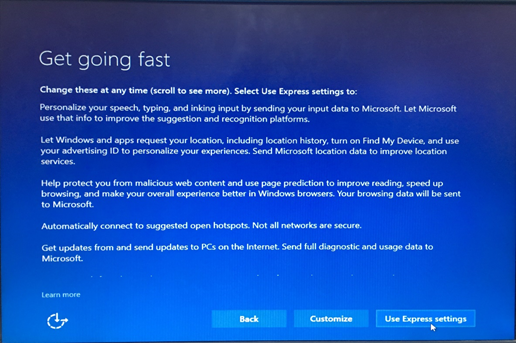 Get going fast
Change these at any time (scroll to see more). Select Use Express settings to:
Personalize your speech, typing, and inking input by sending your input data to Microsoft. Let Microsoft
use that info to improve the suggestion and recognition platforms.
Let Windows and apps request your location, including location history, turn on Find My Device, and use
your advertising ID to personalize your experiences. Send Microsoft location data to improve location
services.
Help protect you from malicious web content and use page prediction to improve reading, speed up
browsing, and make your overall experience better in Windows browsers. Your browsing data will be sent
to Microsoft.
Automatically connect to suggested open hotspots. Not all networks are secure.
Get updates from and send updates to PCs on the Internet. Send full diagnostic and usage data to
Microsoft.
Learn more
Back
Customize
Use Express settings